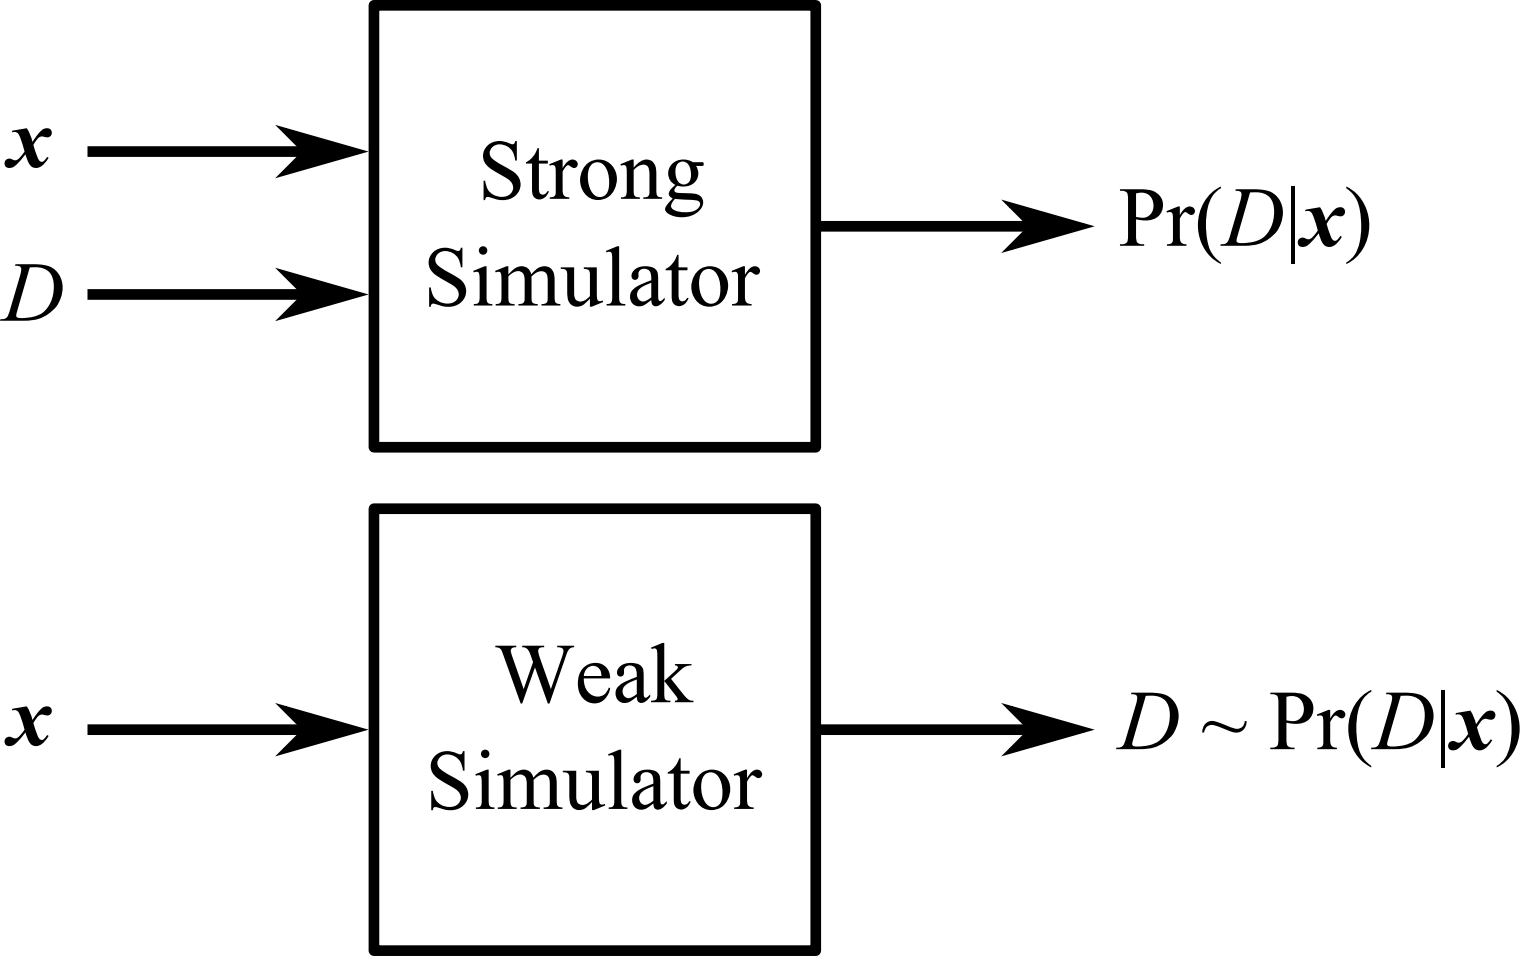 x
D
Strong
Simulator
Pr(D|x)
x
Weak
Simulator
D ~ Pr(D|x)